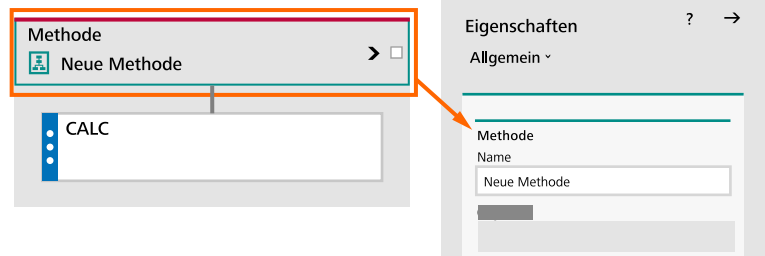 Methode
Neue Methode
CALC
Eigenschaften ?
Allgemein
Methode
Name
Neue Methode